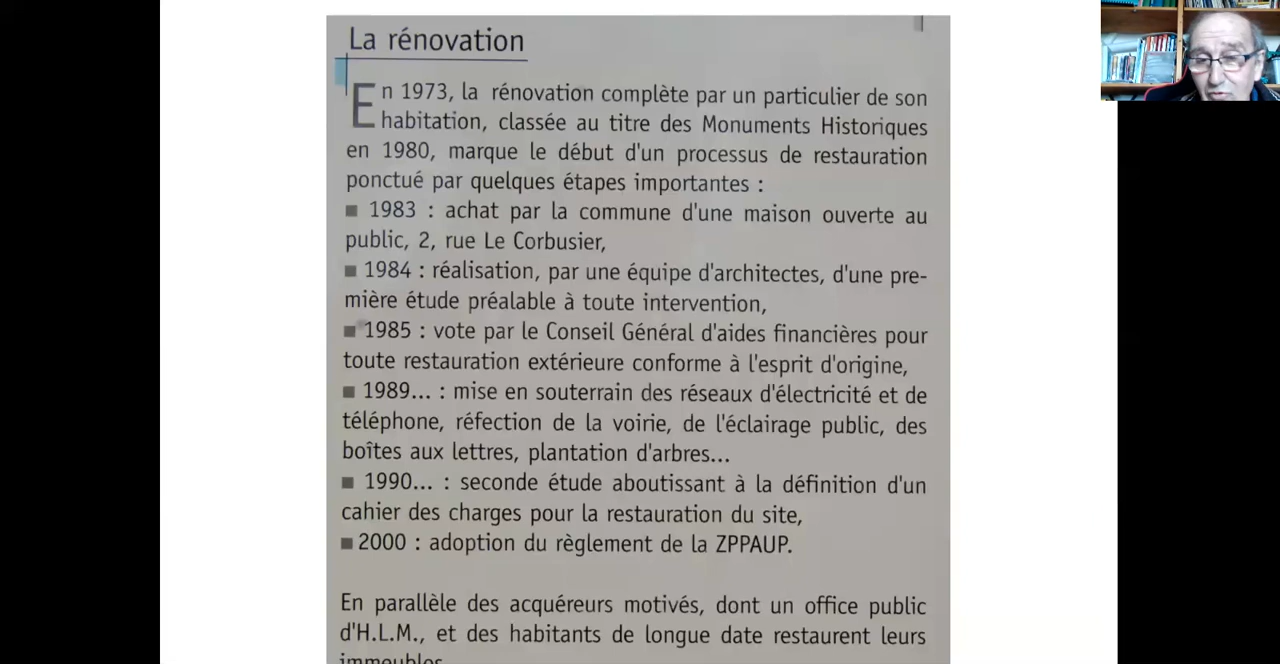 La rénovation
En 1973, la rénovation complète par un particulier de son
habitation, classée au titre des Monuments Historiques
en 1980, marque le début d'un processus de restauration
ponctué par quelques étapes importantes :
■ 1983 : achat par la commune d'une maison ouverte au
public, 2, rue Le Corbusier,
■ 1984 : réalisation, par une équipe d'architectes, d'une pre-
mière étude préalable à toute intervention,
■ 1985 : vote par le Conseil Général d'aides financières pour
toute restauration extérieure conforme à l'esprit d'origine,
■ 1989... : mise en souterrain des réseaux d'électricité et de
téléphone, réfection de la voirie, de l'éclairage public, des
boîtes aux lettres, plantation d'arbres...
■ 1990... : seconde étude aboutissant à la définition d'un
cahier des charges pour la restauration du site,
■ 2000 : adoption du règlement de la ZPPAUP.
En parallèle des acquéreurs motivés, dont un office public
d'H.L.M., et des habitants de longue date restaurent leurs
immeubles